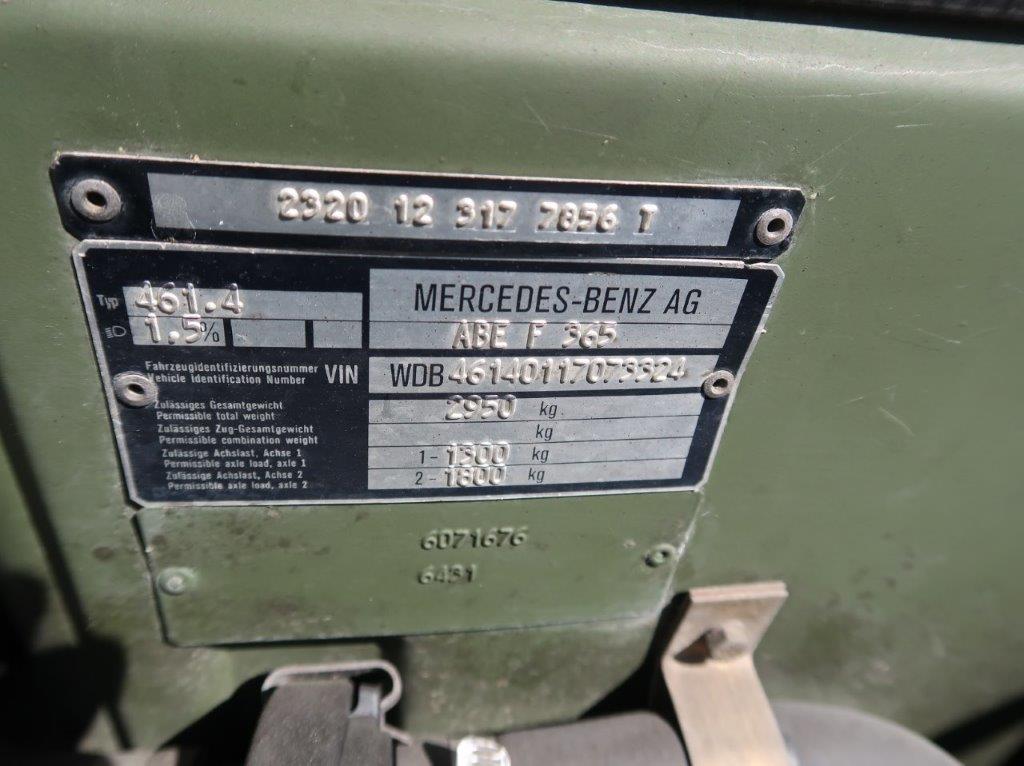 2320 12 317 7856 T
Typ 461.4 MERCEDES-BENZ AG
1.5% ABE F 365
Fahrzeugidentifizierungsnummer
Vehicle Identification Number VIN WDB 46140117073324
Zulässiges Gesamtgewicht
Permissible total weight 2950 kg
Zulässiges Zug-Gesamtgewicht
Permissible combination weight kg
Zulässige Achslast, Achse 1
Permissible axle load, axle 1 1-1300 kg
Zulässige Achslast, Achse 2
Permissible axle load, axle 2 2-1800 kg
6071676
6431